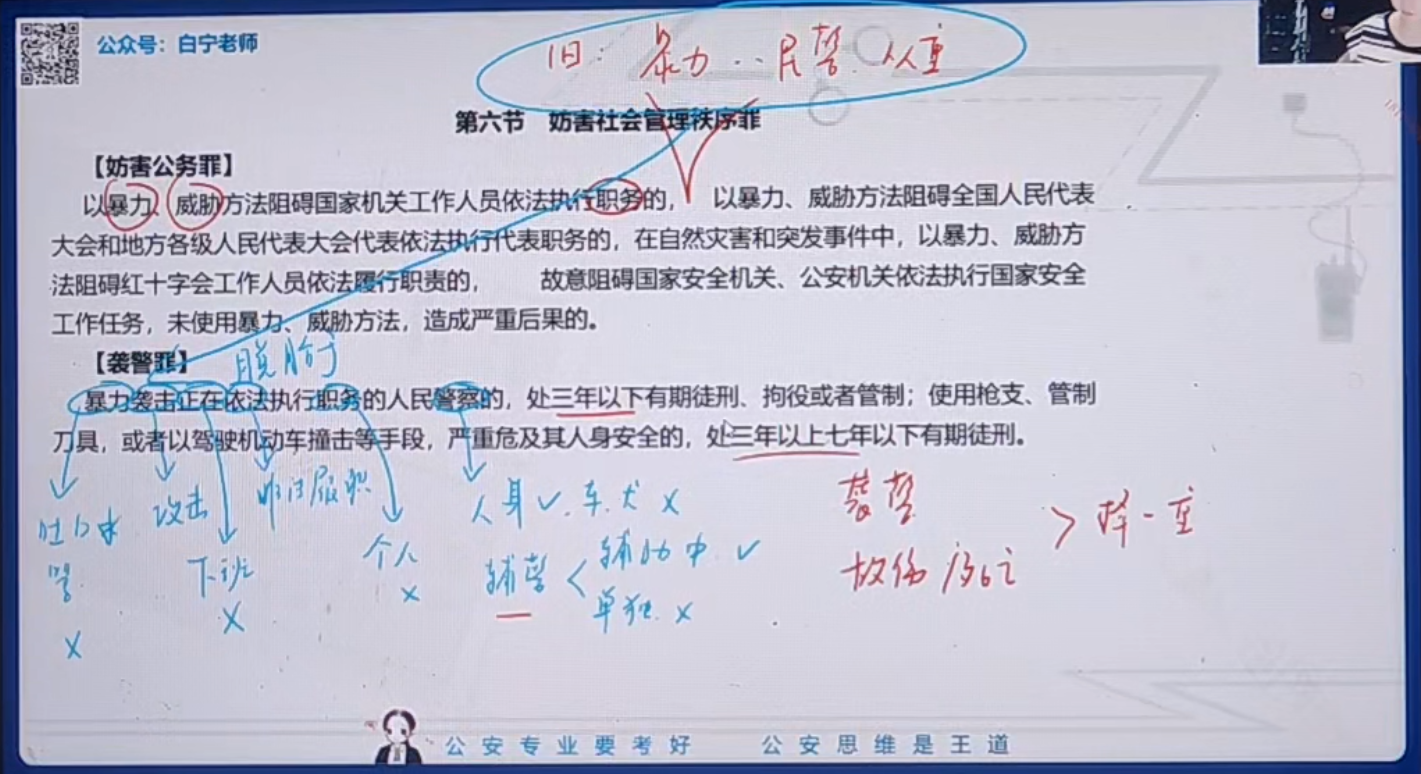 公众号：白宁老师
旧：暴力..民警 从重
第六节 妨害社会管理秩序罪
【妨害公务罪】
以暴力、威胁方法阻碍国家机关工作人员依法执行职务的， 以暴力、威胁方法阻碍全国人民代表
大会和地方各级人民代表大会代表依法执行代表职务的，在自然灾害和突发事件中，以暴力、威胁方
法阻碍红十字会工作人员依法履行职责的， 故意阻碍国家安全机关、公安机关依法执行国家安全
工作任务，未使用暴力、威胁方法，造成严重后果的。
【袭警罪】
脱胎于
暴力袭击正在依法执行职务的人民警察的，处三年以下有期徒刑、拘役或者管制；使用枪支、管制
刀具，或者以驾驶机动车撞击等手段，严重危及其人身安全的，处三年以上七年以下有期徒刑。
吐口水
骂
X
攻击
下班
X
履职
个人
X
人身✓.车.犬 X
辅警 < 辅助中 ✓
单独 X
袭警
故伤
> 择一重
公安专业要考好 公安思维是王道